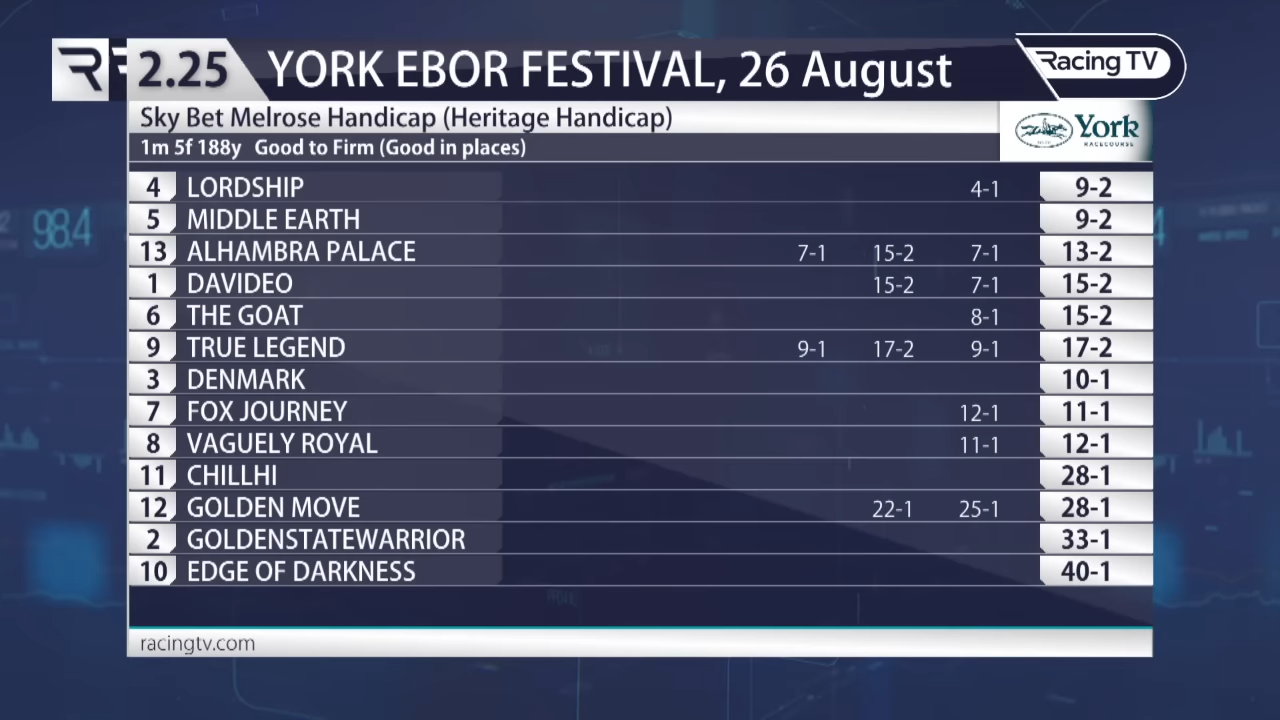 2.25 YORK EBOR FESTIVAL, 26 August Racing TV
Sky Bet Melrose Handicap (Heritage Handicap)
1m 5f 188y Good to Firm (Good in places)
York
RACECOURSE
4 LORDSHIP 4-1 9-2
5 MIDDLE EARTH 9-2
13 ALHAMBRA PALACE 7-1 15-2 7-1 13-2
1 DAVIDEO 15-2 7-1 15-2
6 THE GOAT 8-1 15-2
9 TRUE LEGEND 9-1 17-2 9-1 17-2
3 DENMARK 10-1
7 FOX JOURNEY 12-1 11-1
8 VAGUELY ROYAL 11-1 12-1
11 CHILLHI 28-1
12 GOLDEN MOVE 22-1 25-1 28-1
2 GOLDENSTATEWARRIOR 33-1
10 EDGE OF DARKNESS 40-1
racingtv.com
98.4